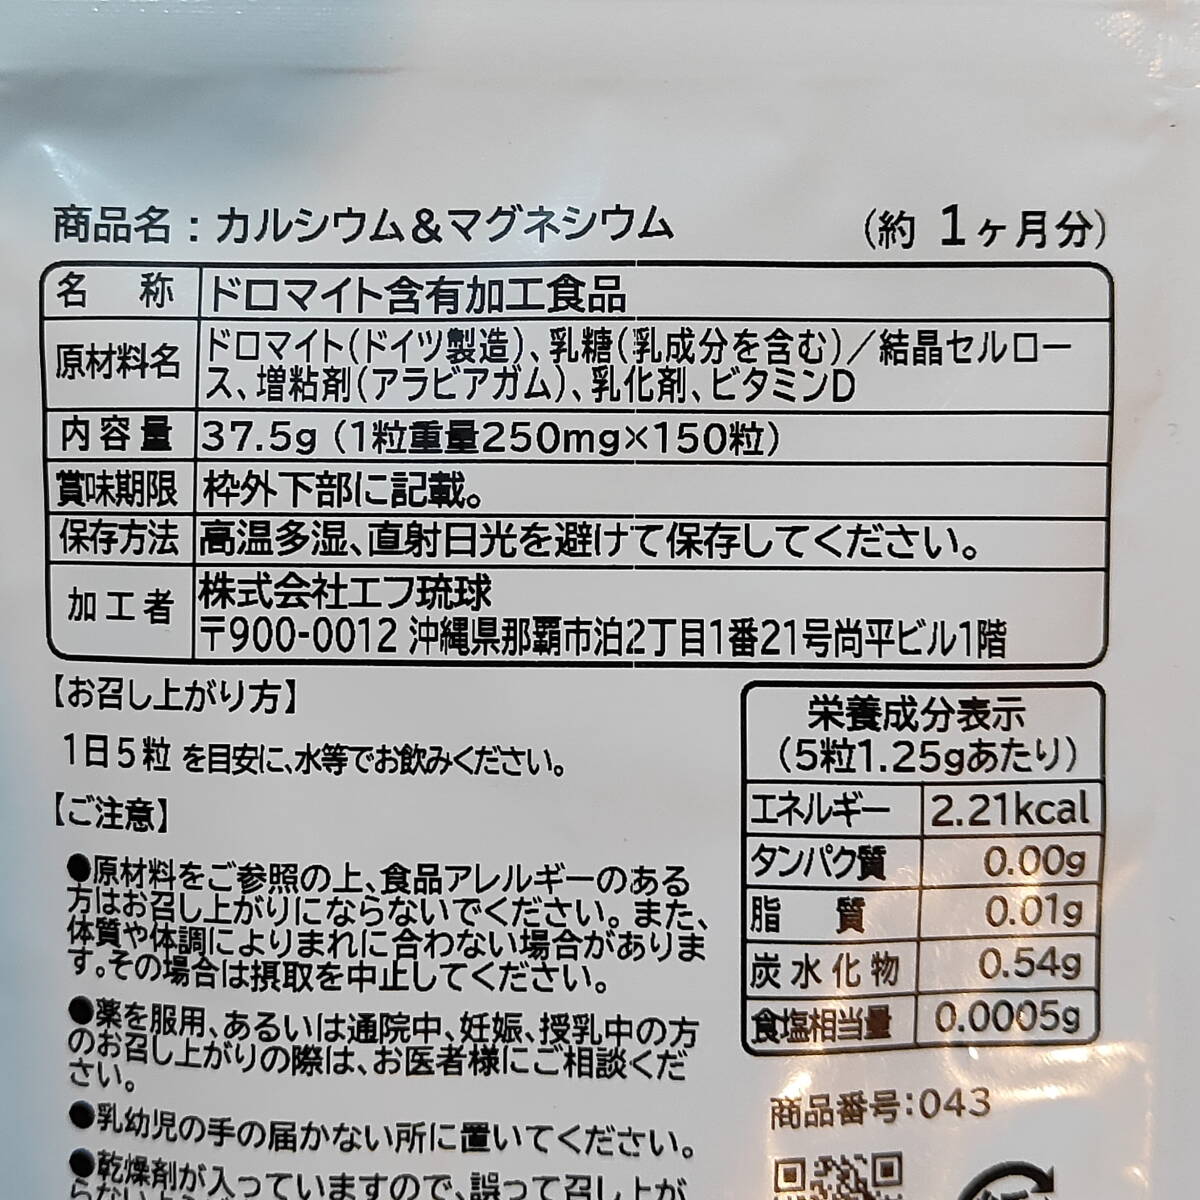 商品名：カルシウム&マグネシウム (約 1ヶ月分)
名 称 ドロマイト含有加工食品
原材料名 ドロマイト(ドイツ製造)、乳糖(乳成分を含む)／結晶セルロー
ス、増粘剤(アラビアガム)、乳化剤、ビタミンD
内容量 37.5g (1粒重量250mg×150粒)
賞味期限 枠外下部に記載。
保存方法 高温多湿、直射日光を避けて保存してください。
加工者 株式会社エフ琉球
〒900-0012 沖縄県那覇市泊2丁目1番21号尚平ビル1階
【お召し上がり方】
1日5粒 を目安に、水等でお飲みください。
【ご注意】
●原材料をご参照の上、食品アレルギーのある
方はお召し上がりにならないでください。また、
体質や体調によりまれに合わない場合がありま
す。その場合は摂取を中止してください。
●薬を服用、あるいは通院中、妊娠、授乳中の方
のお召し上がりの際は、お医者様にご相談くだ
さい。
●乳幼児の手の届かない所に置いてください。
●乾燥剤が入っていますので、誤って召し上が
栄養成分表示
(5粒1.25gあたり)
エネルギー 2.21kcal
タンパク質 0.00g
脂 質 0.01g
炭水化物 0.54g
食塩相当量 0.0005g
商品番号：043